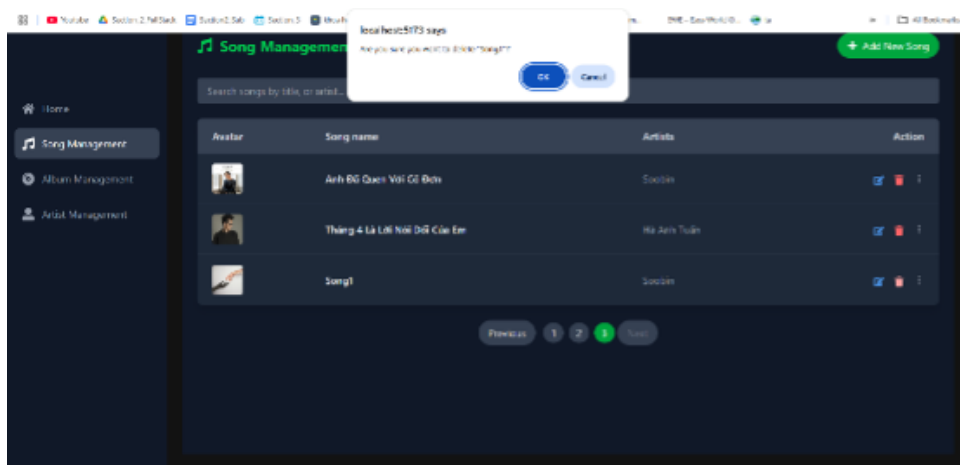 Youtube
localhost:5173 says
Are you sure you want to delete "Song1"?
OK Cancel
Song Management
+ Add New Song
Search songs by title, or artist...
Home
Song Management
Album Management
Artist Management
Avatar Song name Artists Action
Anh Đã Quen Với Cô Đơn Soobin
Tháng 4 Là Lời Nói Dối Của Em Hà Anh Tuấn
Song1 Soobin
Previous 1 2 3 Next